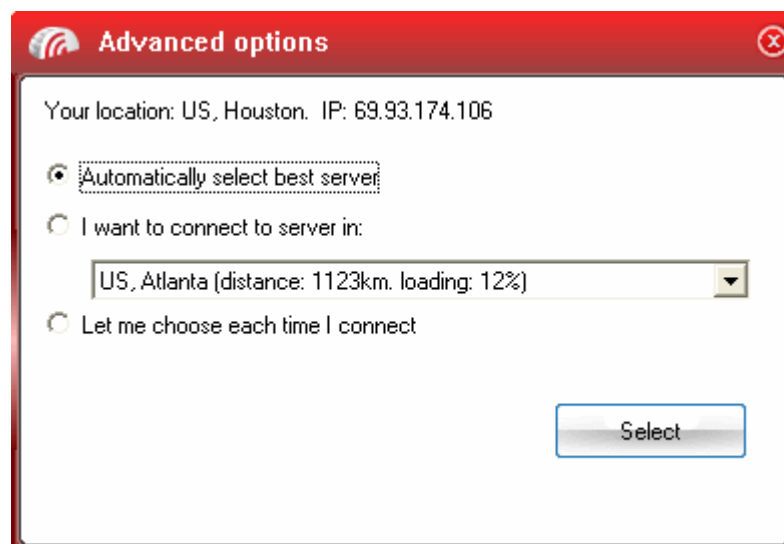 Advanced options
Your location: US, Houston.  IP: 69.93.174.106
Automatically select best server
I want to connect to server in:
US, Atlanta (distance: 1123km. loading: 12%)
Let me choose each time I connect
Select